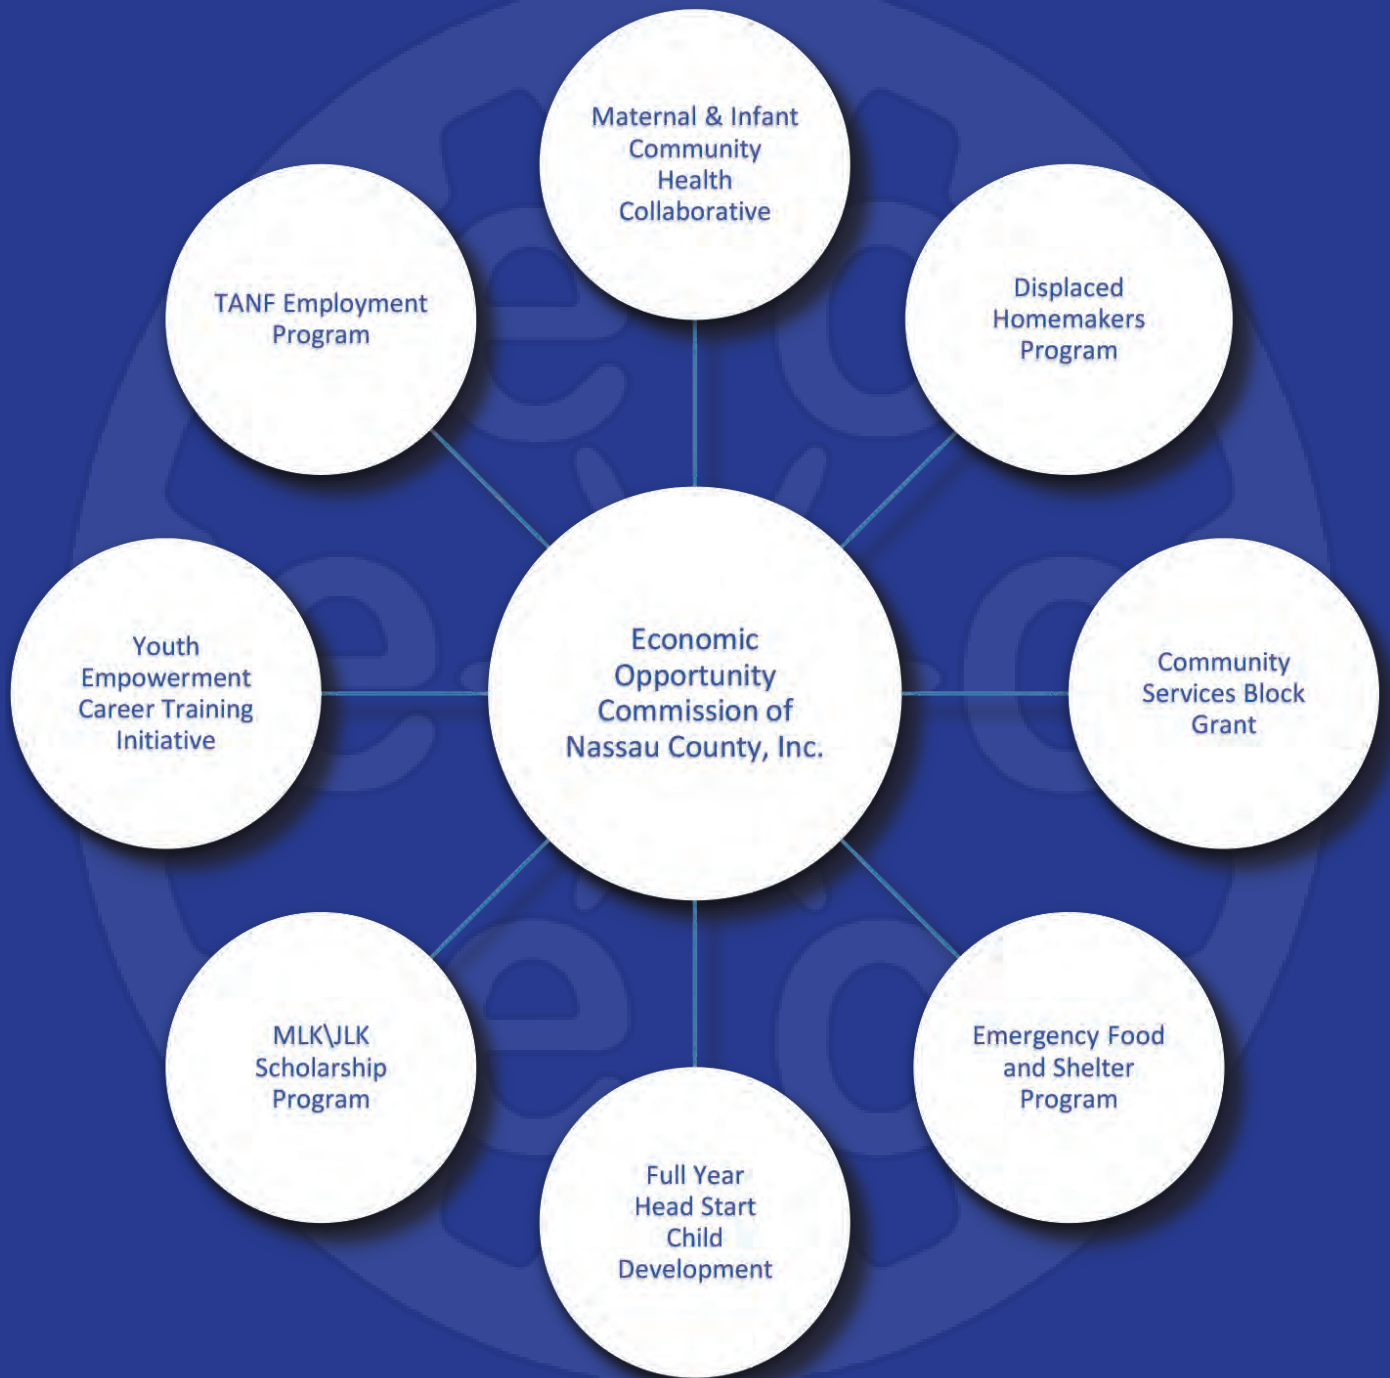 Maternal & Infant
Community
Health
Collaborative
TANF Employment
Program
Displaced
Homemakers
Program
Youth
Empowerment
Career Training
Initiative
Economic
Opportunity
Commission of
Nassau County, Inc.
Community
Services Block
Grant
MLK\JLK
Scholarship
Program
Emergency Food
and Shelter
Program
Full Year
Head Start
Child
Development